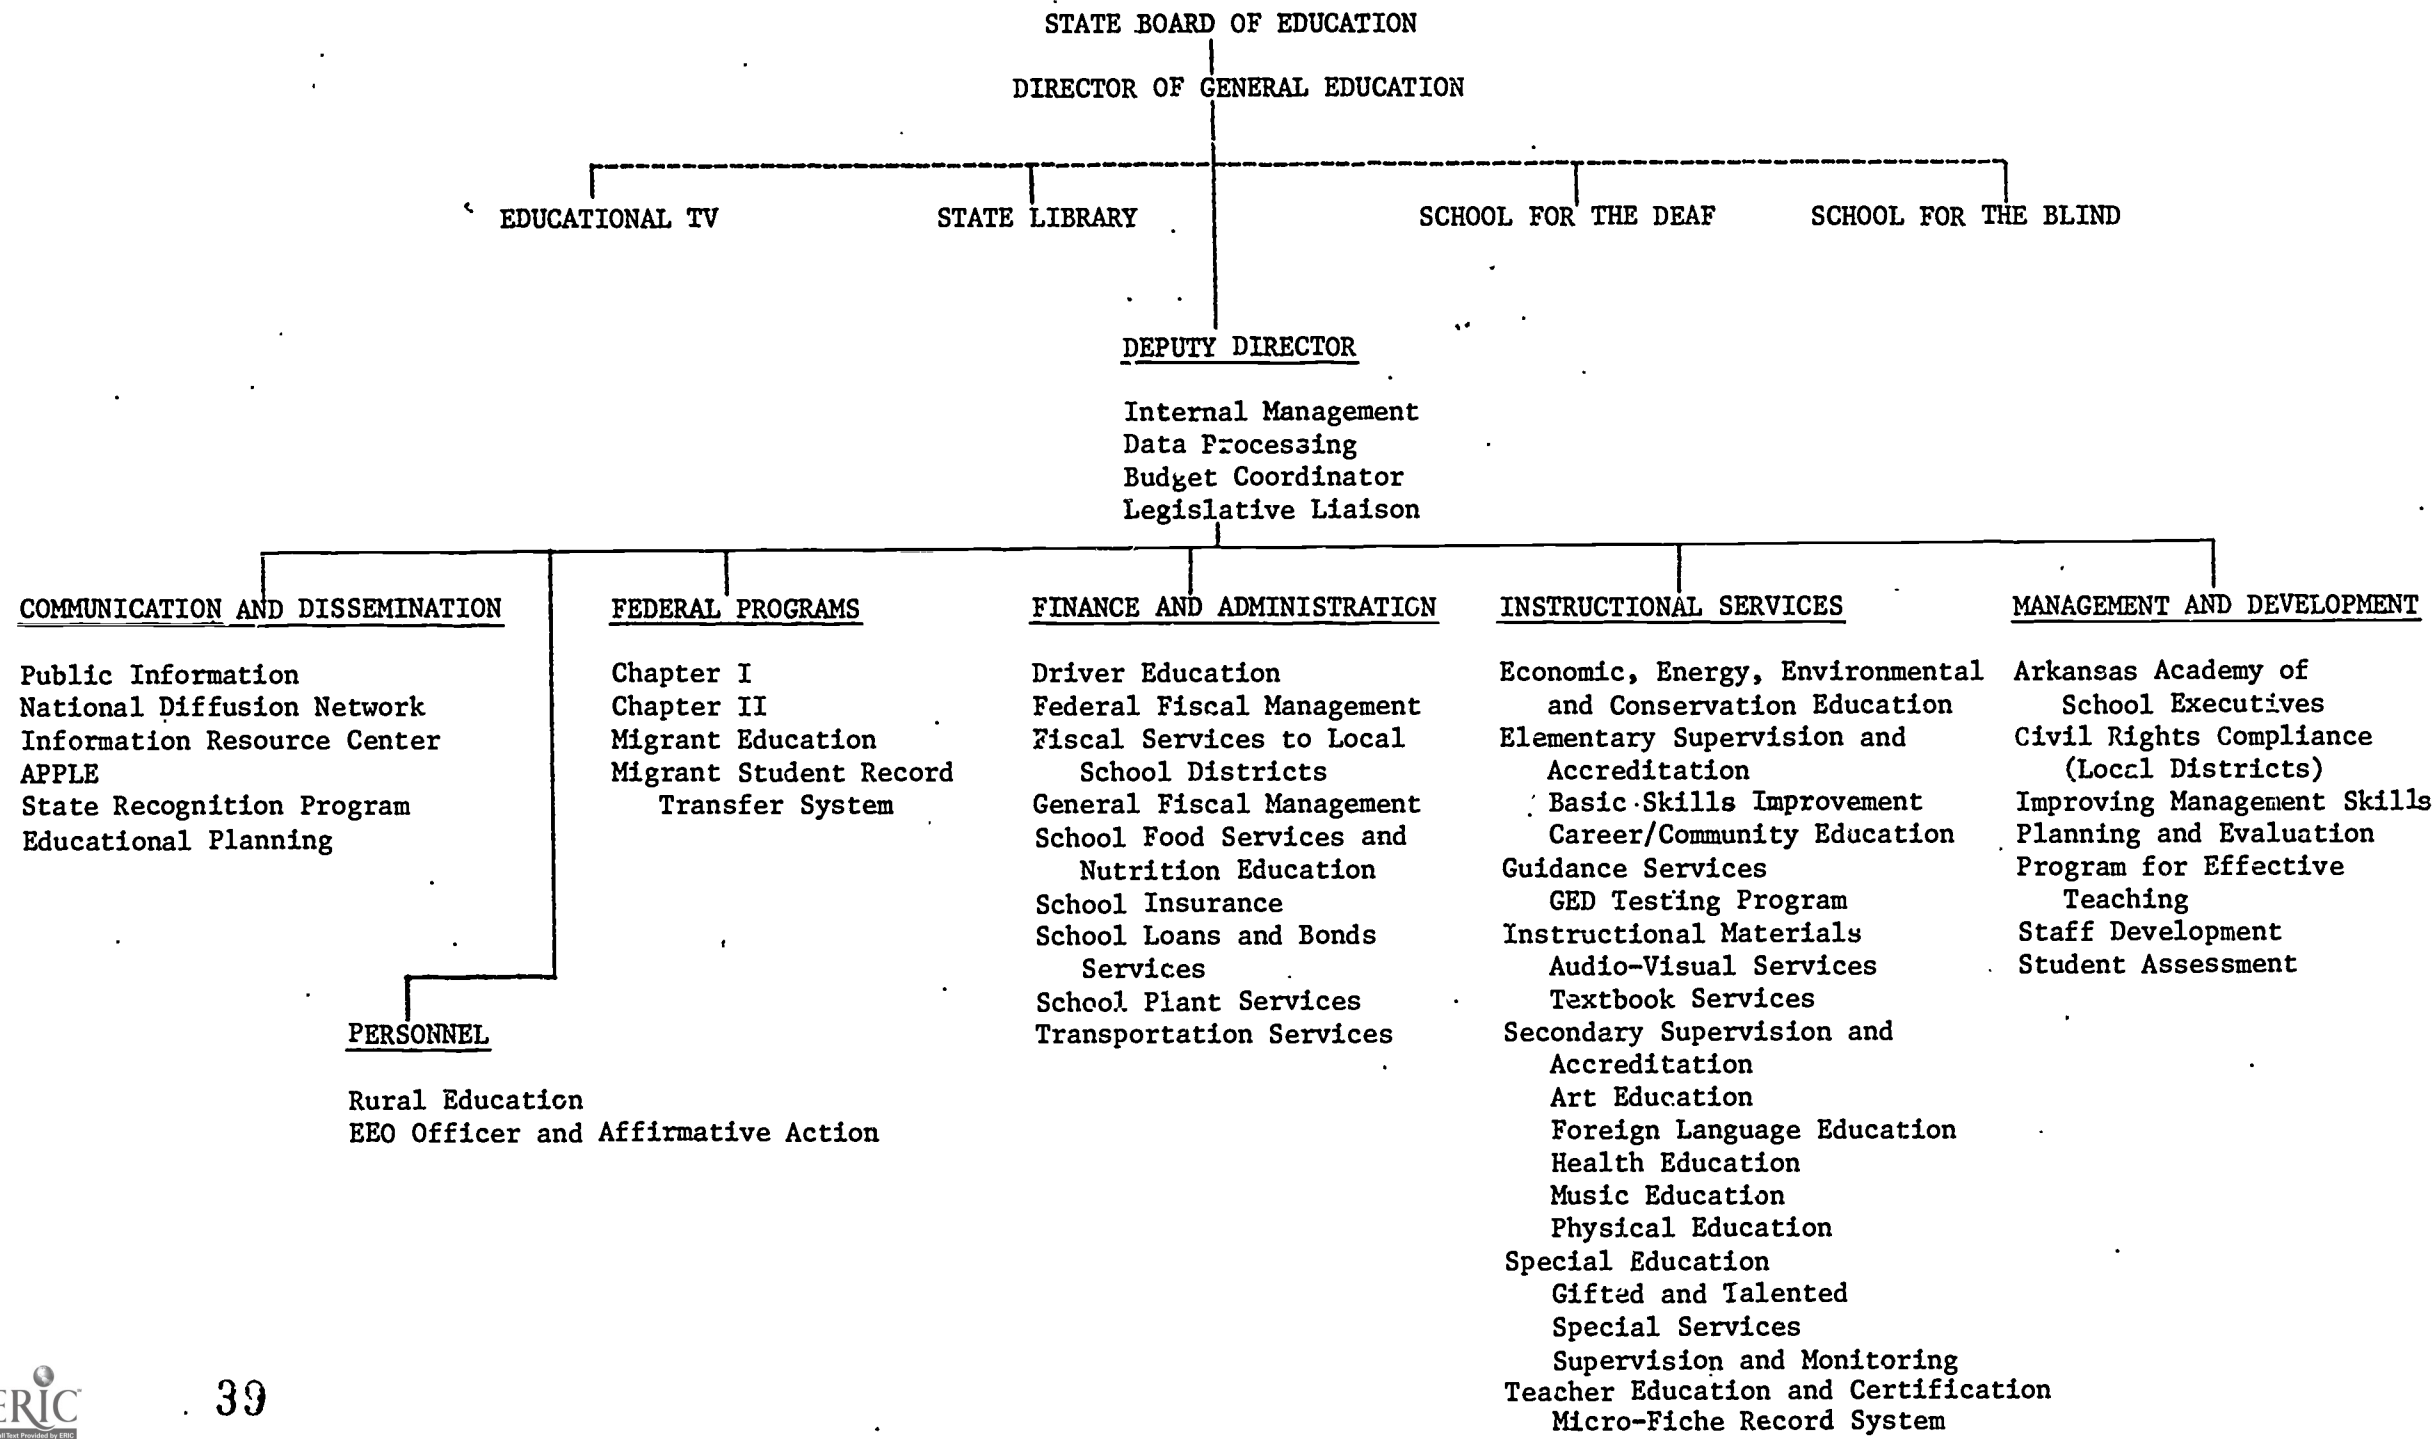 STATE BOARD OF EDUCATION
DIRECTOR OF GENERAL EDUCATION
EDUCATIONAL TV
STATE LIBRARY
SCHOOL FOR THE DEAF
SCHOOL FOR THE BLIND
DEPUTY DIRECTOR
Internal Management
Data Processing
Budget Coordinator
Legislative Liaison
COMMUNICATION AND DISSEMINATION
Public Information
National Diffusion Network
Information Resource Center
APPLE
State Recognition Program
Educational Planning
PERSONNEL
Rural Education
EEO Officer and Affirmative Action
FEDERAL PROGRAMS
Chapter I
Chapter II
Migrant Education
Migrant Student Record
Transfer System
FINANCE AND ADMINISTRATION
Driver Education
Federal Fiscal Management
Fiscal Services to Local
School Districts
General Fiscal Management
School Food Services and
Nutrition Education
School Insurance
School Loans and Bonds
Services
School Plant Services
Transportation Services
INSTRUCTIONAL SERVICES
Economic, Energy, Environmental
and Conservation Education
Elementary Supervision and
Accreditation
Basic Skills Improvement
Career/Community Education
Guidance Services
GED Testing Program
Instructional Materials
Audio-Visual Services
Textbook Services
Secondary Supervision and
Accreditation
Art Education
Foreign Language Education
Health Education
Music Education
Physical Education
Special Education
Gifted and Talented
Special Services
Supervision and Monitoring
Teacher Education and Certification
Micro-Fiche Record System
MANAGEMENT AND DEVELOPMENT
Arkansas Academy of
School Executives
Civil Rights Compliance
(Local Districts)
Improving Management Skills
Planning and Evaluation
Program for Effective
Teaching
Staff Development
Student Assessment
ERIC
Full Text Provided by ERIC
39